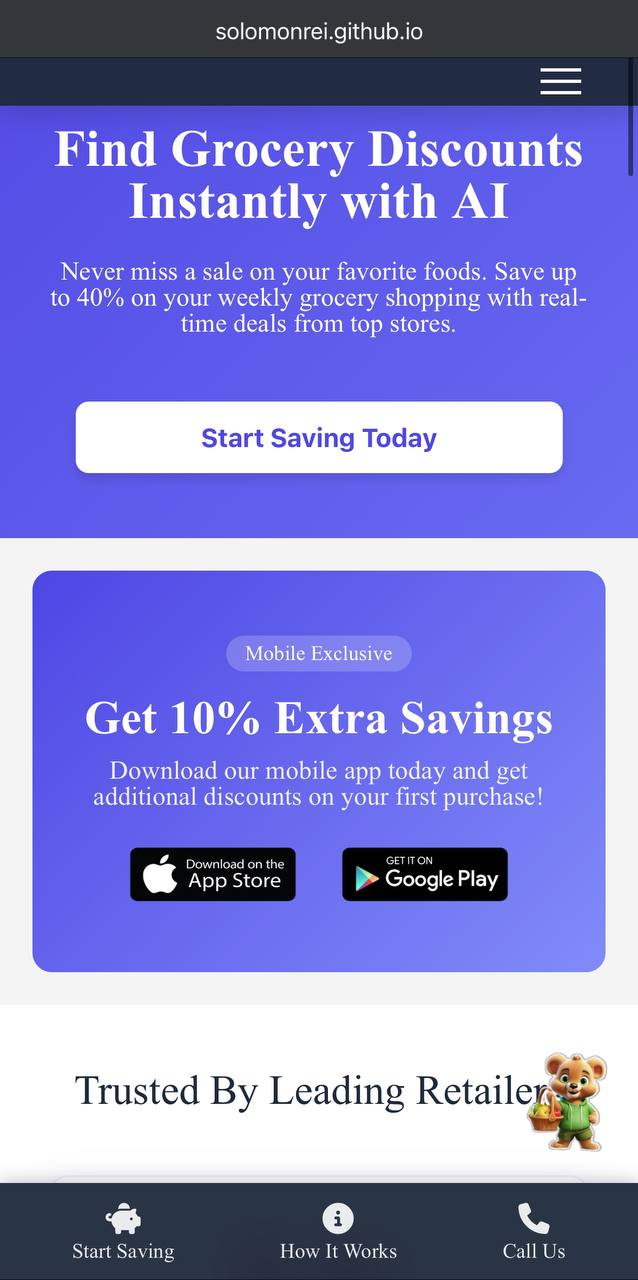 solomonrei.github.io
Find Grocery Discounts
Instantly with AI
Never miss a sale on your favorite foods. Save up
to 40% on your weekly grocery shopping with real-
time deals from top stores.
Start Saving Today
Mobile Exclusive
Get 10% Extra Savings
Download our mobile app today and get
additional discounts on your first purchase!
Download on the
App Store
GET IT ON
Google Play
Trusted By Leading Retailer
Start Saving
How It Works
Call Us